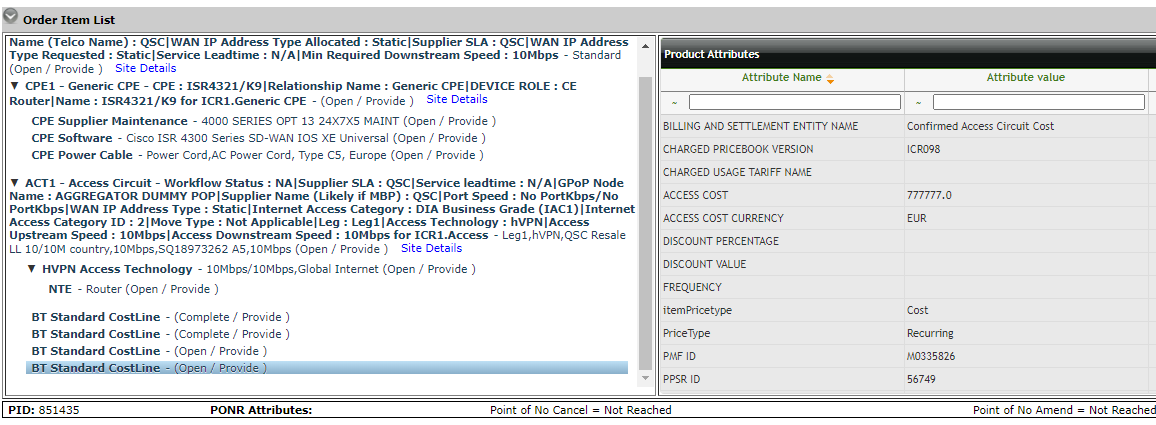 Order Item List
Name (Telco Name) : QSC|WAN IP Address Type Allocated : Static|Supplier SLA : QSC|WAN IP Address
Type Requested : Static|Service Leadtime : N/A|Min Required Downstream Speed : 10Mbps - Standard
(Open / Provide ) Site Details
▼ CPE1 - Generic CPE - CPE : ISR4321/K9|Relationship Name : Generic CPE|DEVICE ROLE : CE
Router|Name : ISR4321/K9 for ICR1.Generic CPE - (Open / Provide ) Site Details
CPE Supplier Maintenance - 4000 SERIES OPT 13 24X7X5 MAINT (Open / Provide )
CPE Software - Cisco ISR 4300 Series SD-WAN IOS XE Universal (Open / Provide )
CPE Power Cable - Power Cord,AC Power Cord, Type C5, Europe (Open / Provide )
▼ ACT1 - Access Circuit - Workflow Status : NA|Supplier SLA : QSC|Service leadtime : N/A|GPoP Node
Name : AGGREGATOR DUMMY POP|Supplier Name (Likely if MBP) : QSC|Port Speed : No PortKbps/No
PortKbps|WAN IP Address Type : Static|Internet Access Category : DIA Business Grade (IAC1)|Internet
Access Category ID : 2|Move Type : Not Applicable|Leg : Leg1|Access Technology : hVPN|Access
Upstream Speed : 10Mbps|Access Downstream Speed : 10Mbps for ICR1.Access - Leg1,hVPN,QSC Resale
LL 10/10M country,10Mbps,SQ18973262 A5,10Mbps (Open / Provide ) Site Details
▼ HVPN Access Technology - 10Mbps/10Mbps,Global Internet (Open / Provide )
NTE - Router (Open / Provide )
BT Standard CostLine - (Complete / Provide )
BT Standard CostLine - (Complete / Provide )
BT Standard CostLine - (Open / Provide )
BT Standard CostLine - (Open / Provide )
Product Attributes
Attribute Name Attribute value
~ ~
BILLING AND SETTLEMENT ENTITY NAME Confirmed Access Circuit Cost
CHARGED PRICEBOOK VERSION ICR098
CHARGED USAGE TARIFF NAME
ACCESS COST 777777.0
ACCESS COST CURRENCY EUR
DISCOUNT PERCENTAGE
DISCOUNT VALUE
FREQUENCY
itemPricetype Cost
PriceType Recurring
PMF ID M0335826
PPSR ID 56749
PID: 851435 PONR Attributes: Point of No Cancel = Not Reached Point of No Amend = Not Reached